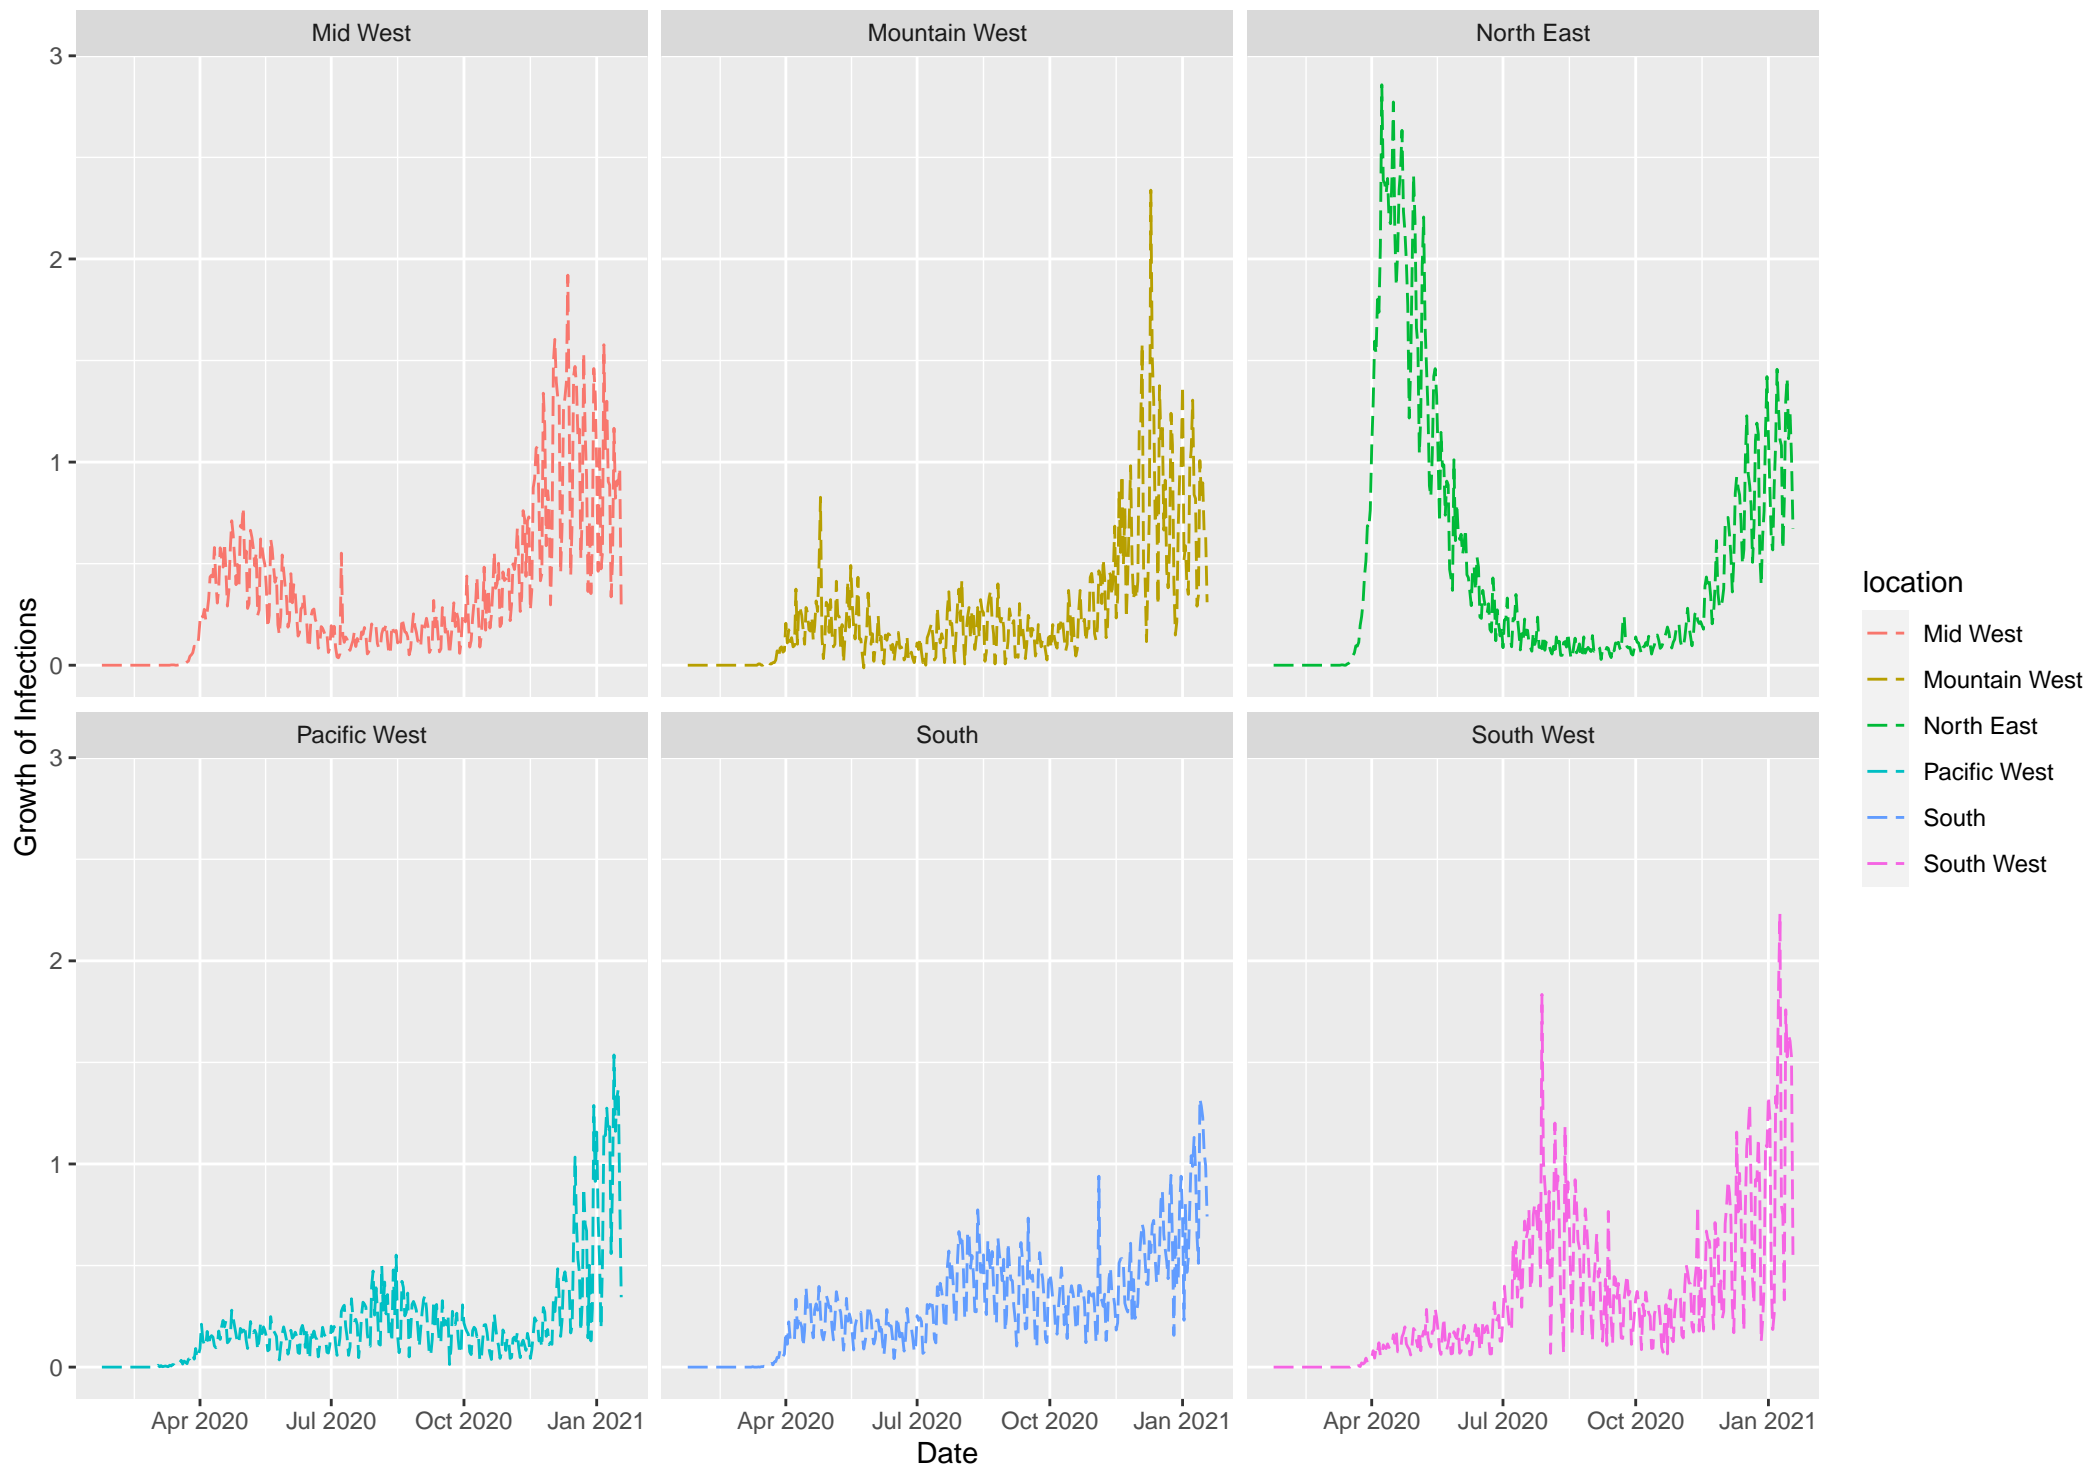 Mid West
Mountain West
North East
3
2
1
0
Growth of Infections
Pacific West
South
South West
3
2
1
0
Apr 2020 Jul 2020 Oct 2020 Jan 2021
Apr 2020 Jul 2020 Oct 2020 Jan 2021
Apr 2020 Jul 2020 Oct 2020 Jan 2021
Date
location
Mid West
Mountain West
North East
Pacific West
South
South West